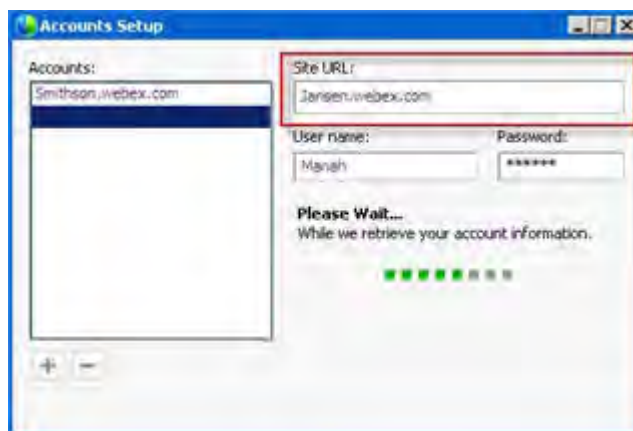 Accounts Setup
Accounts:
Smithson.webex.com
Site URL:
Jansen.webex.com
User name:
Password:
Manah
******
Please Wait...
While we retrieve your account information.